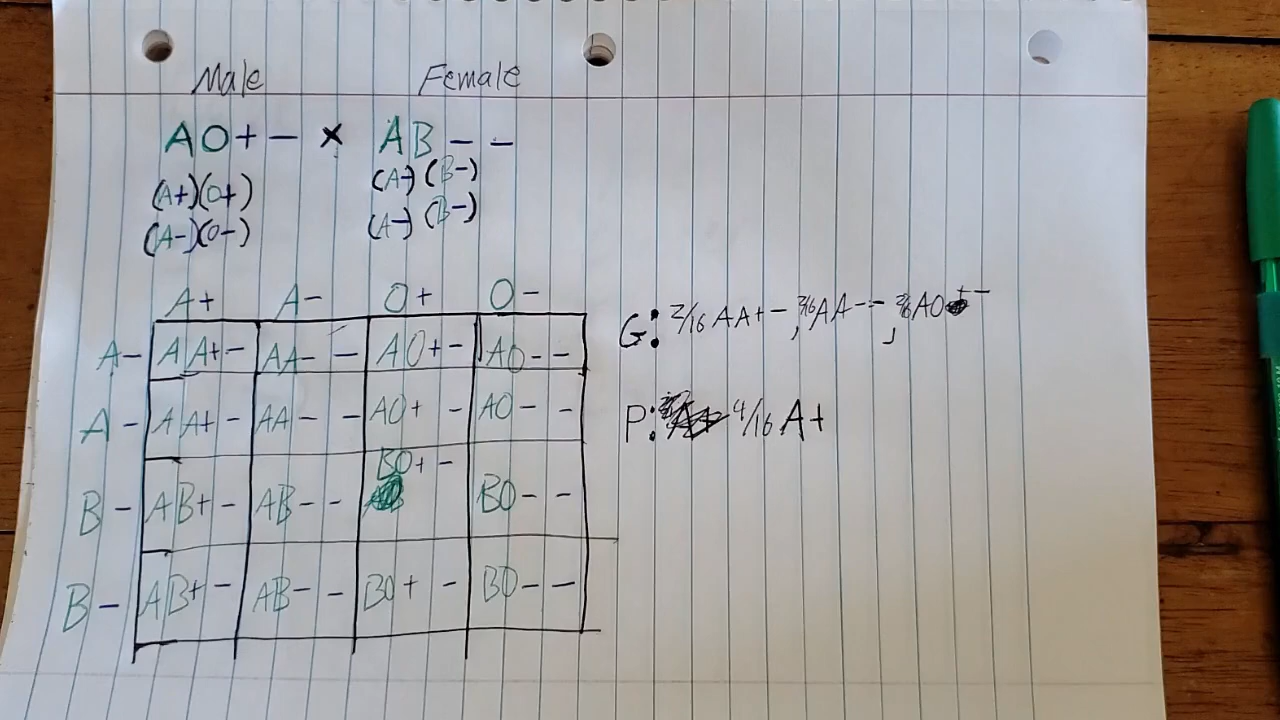 Male Female
AO+- × AB--
(A+)(O+) (A-)(B-)
(A-)(O-) (A-)(B-)
A+ A- O+ O-
A- AA+- AA-- AO+- AO--
A- AA+- AA-- AO+- AO--
B- AB+- AB-- BO+- BO--
B- AB+- AB-- BO+- BO--
G: 2/16 AA+-, 2/16 AA--, 2/16 AO+-
P: 4/16 A+